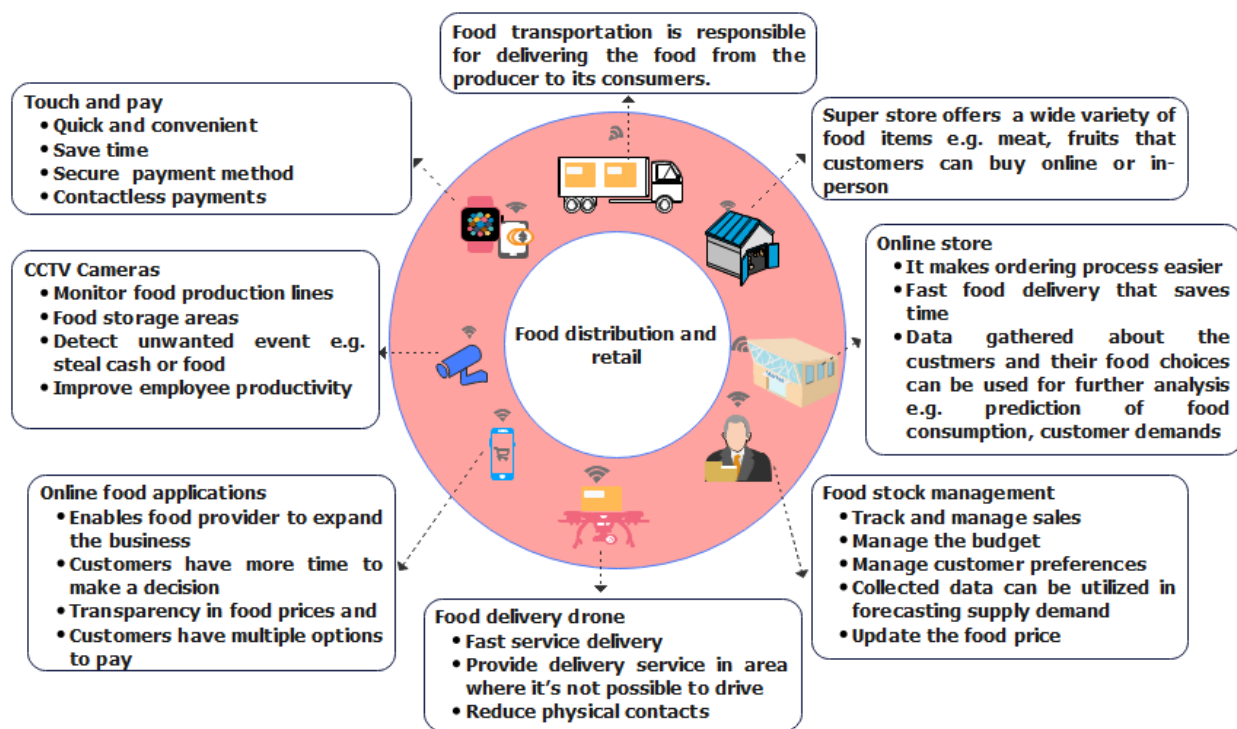 Food transportation is responsible
for delivering the food from the
producer to its consumers.
Touch and pay
• Quick and convenient
• Save time
• Secure payment method
• Contactless payments
Super store offers a wide variety of
food items e.g. meat, fruits that
customers can buy online or in-
person
CCTV Cameras
• Monitor food production lines
• Food storage areas
• Detect unwanted event e.g.
steal cash or food
• Improve employee productivity
Food distribution and
retail
Online store
• It makes ordering process easier
• Fast food delivery that saves
time
• Data gathered about the
custmers and their food choices
can be used for further analysis
e.g. prediction of food
consumption, customer demands
Online food applications
• Enables food provider to expand
the business
• Customers have more time to
make a decision
• Transparency in food prices and
• Customers have multiple options
to pay
Food delivery drone
• Fast service delivery
• Provide delivery service in area
where it's not possible to drive
• Reduce physical contacts
Food stock management
• Track and manage sales
• Manage the budget
• Manage customer preferences
• Collected data can be utilized in
forecasting supply demand
• Update the food price